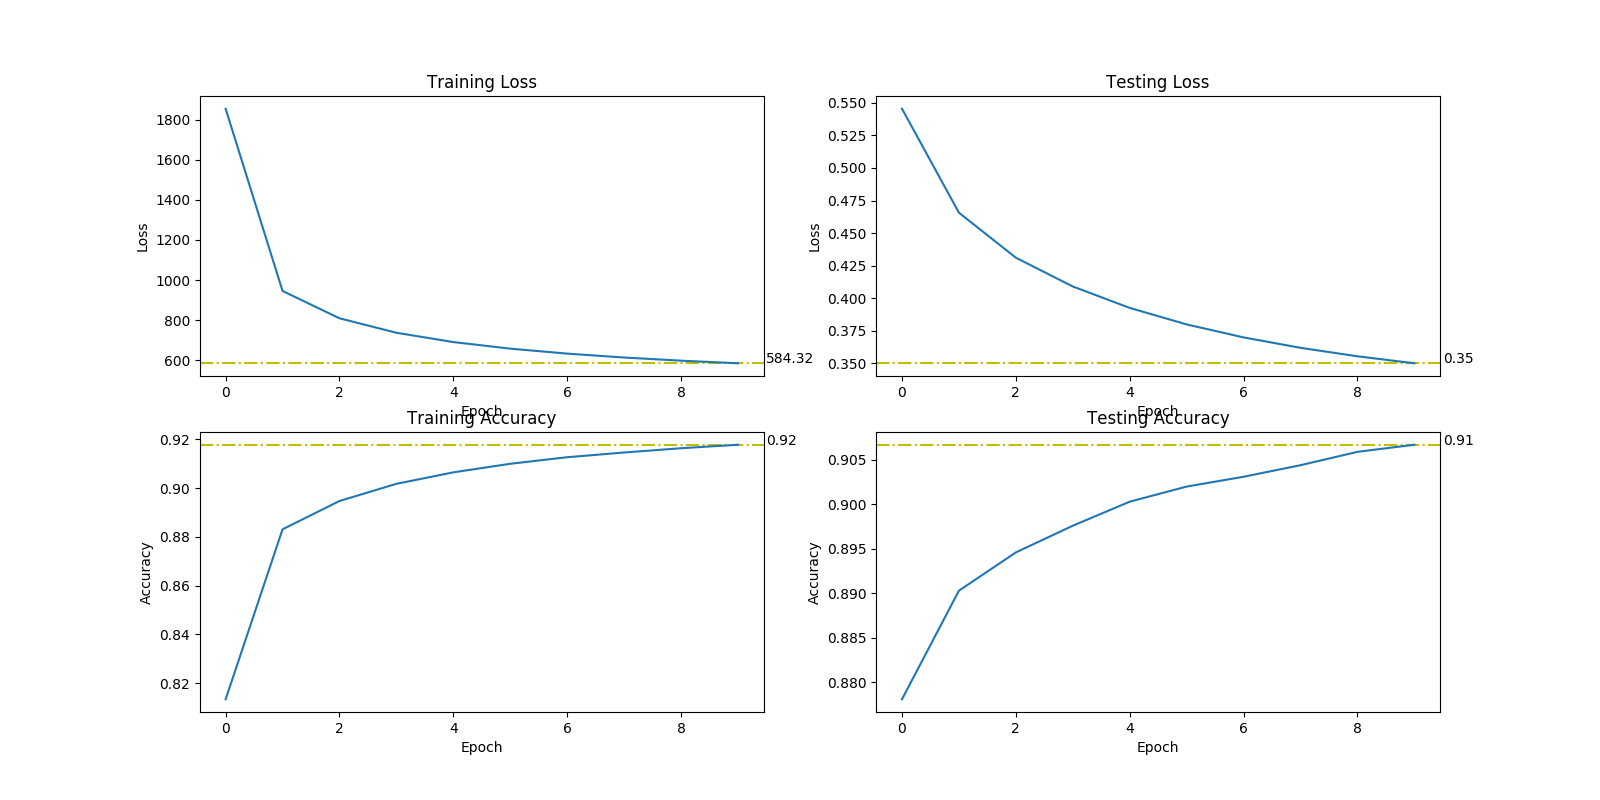 Training Loss
Loss
1800
1600
1400
1200
1000
800
600
584.32
0 2 4 6 8
Epoch
Testing Loss
Loss
0.550
0.525
0.500
0.475
0.450
0.425
0.400
0.375
0.350
0.35
0 2 4 6 8
Epoch
Training Accuracy
Accuracy
0.92
0.90
0.88
0.86
0.84
0.82
0.92
0 2 4 6 8
Epoch
Testing Accuracy
Accuracy
0.905
0.900
0.895
0.890
0.885
0.880
0.91
0 2 4 6 8
Epoch